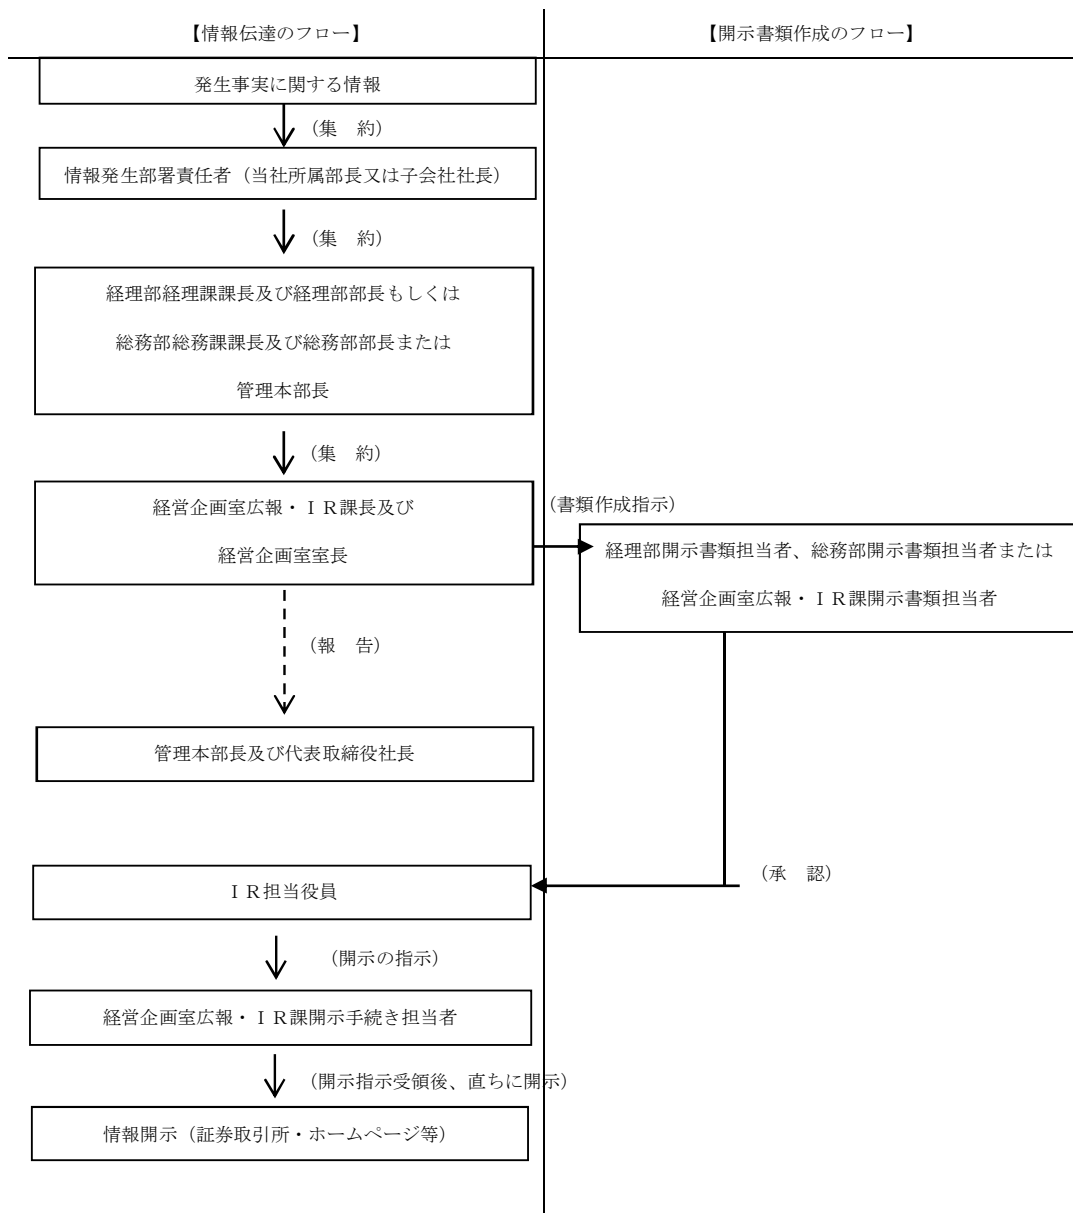 【情報伝達のフロー】
【開示書類作成のフロー】
発生事実に関する情報
（集　約）
情報発生部署責任者（当社所属部長又は子会社社長）
（集　約）
経理部経理課課長及び経理部部長もしくは
総務部総務課課長及び総務部部長または
管理本部長
（集　約）
経営企画室広報・ＩＲ課長及び
経営企画室室長
（書類作成指示）
経理部開示書類担当者、総務部開示書類担当者または
経営企画室広報・ＩＲ課開示書類担当者
（報　告）
管理本部長及び代表取締役社長
（承　認）
ＩＲ担当役員
（開示の指示）
経営企画室広報・ＩＲ課開示手続き担当者
（開示指示受領後、直ちに開示）
情報開示（証券取引所・ホームページ等）